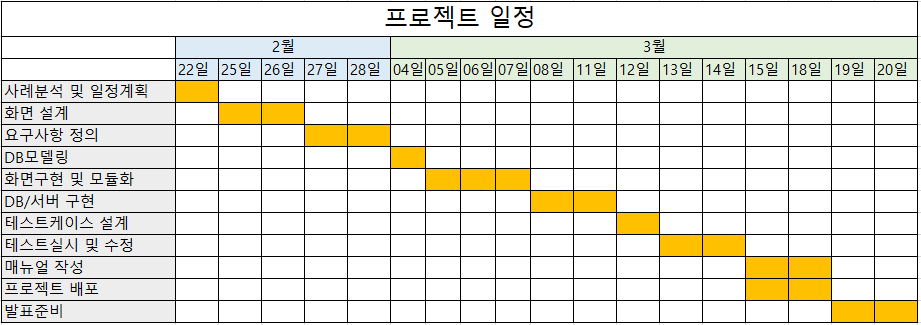 프로젝트 일정
2월 3월
22일 25일 26일 27일 28일 04일 05일 06일 07일 08일 11일 12일 13일 14일 15일 18일 19일 20일
사례분석 및 일정계획
화면 설계
요구사항 정의
DB모델링
화면구현 및 모듈화
DB/서버 구현
테스트케이스 설계
테스트실시 및 수정
매뉴얼 작성
프로젝트 배포
발표준비